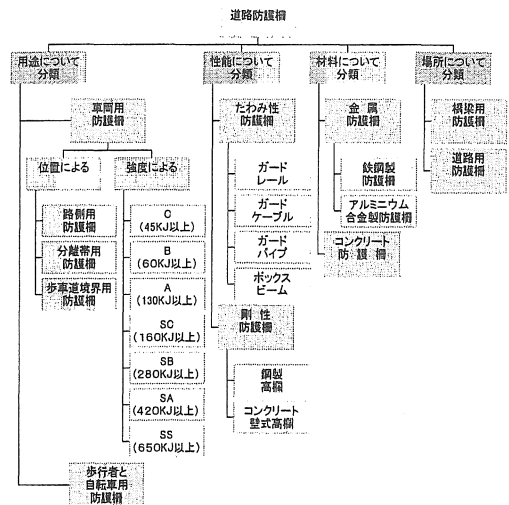 道路防護柵
用途について
分類
性能について
分類
材料について
分類
場所について
分類
車両用
防護柵
位置による
強度による
路側用
防護柵
分離帯用
防護柵
歩車道境界用
防護柵
C
(45KJ以上)
B
(60KJ以上)
A
(130KJ以上)
SC
(160KJ以上)
SB
(280KJ以上)
SA
(420KJ以上)
SS
(650KJ以上)
歩行者と
自転車用
防護柵
たわみ性
防護柵
ガード
レール
ガード
ケーブル
ガード
パイプ
ボックス
ビーム
剛性
防護柵
鋼製
高欄
コンクリート
壁式高欄
金属
防護柵
鉄鋼製
防護柵
アルミニウム
合金製防護柵
コンクリート
防護柵
橋梁用
防護柵
道路用
防護柵